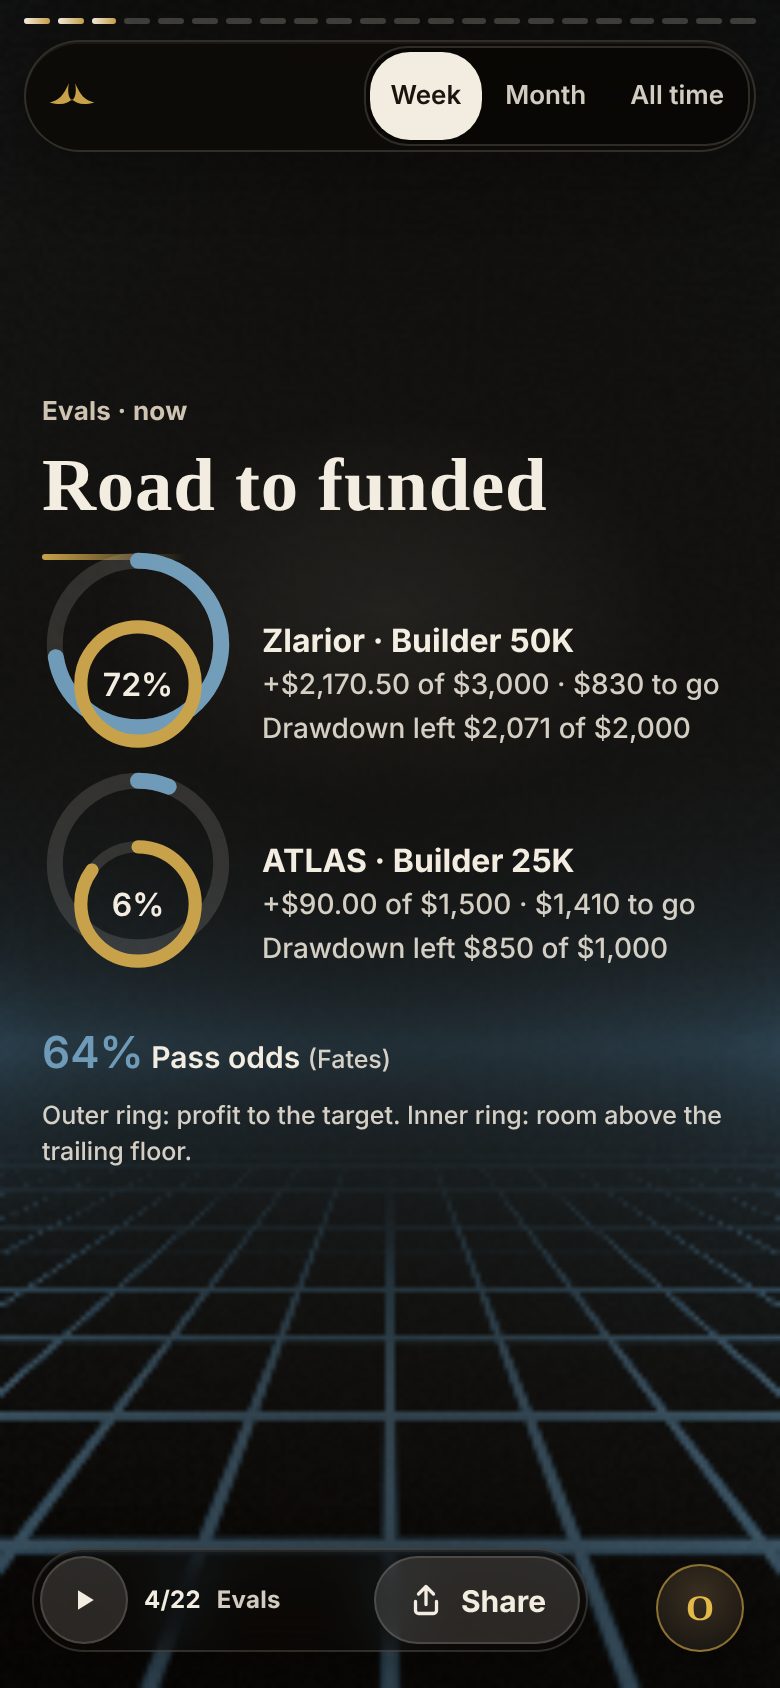 Week Month All time
Evals · now
Road to funded
72%
Zlarior · Builder 50K
+$2,170.50 of $3,000 · $830 to go
Drawdown left $2,071 of $2,000
6%
ATLAS · Builder 25K
+$90.00 of $1,500 · $1,410 to go
Drawdown left $850 of $1,000
64% Pass odds (Fates)
Outer ring: profit to the target. Inner ring: room above the
trailing floor.
4/22 Evals Share O